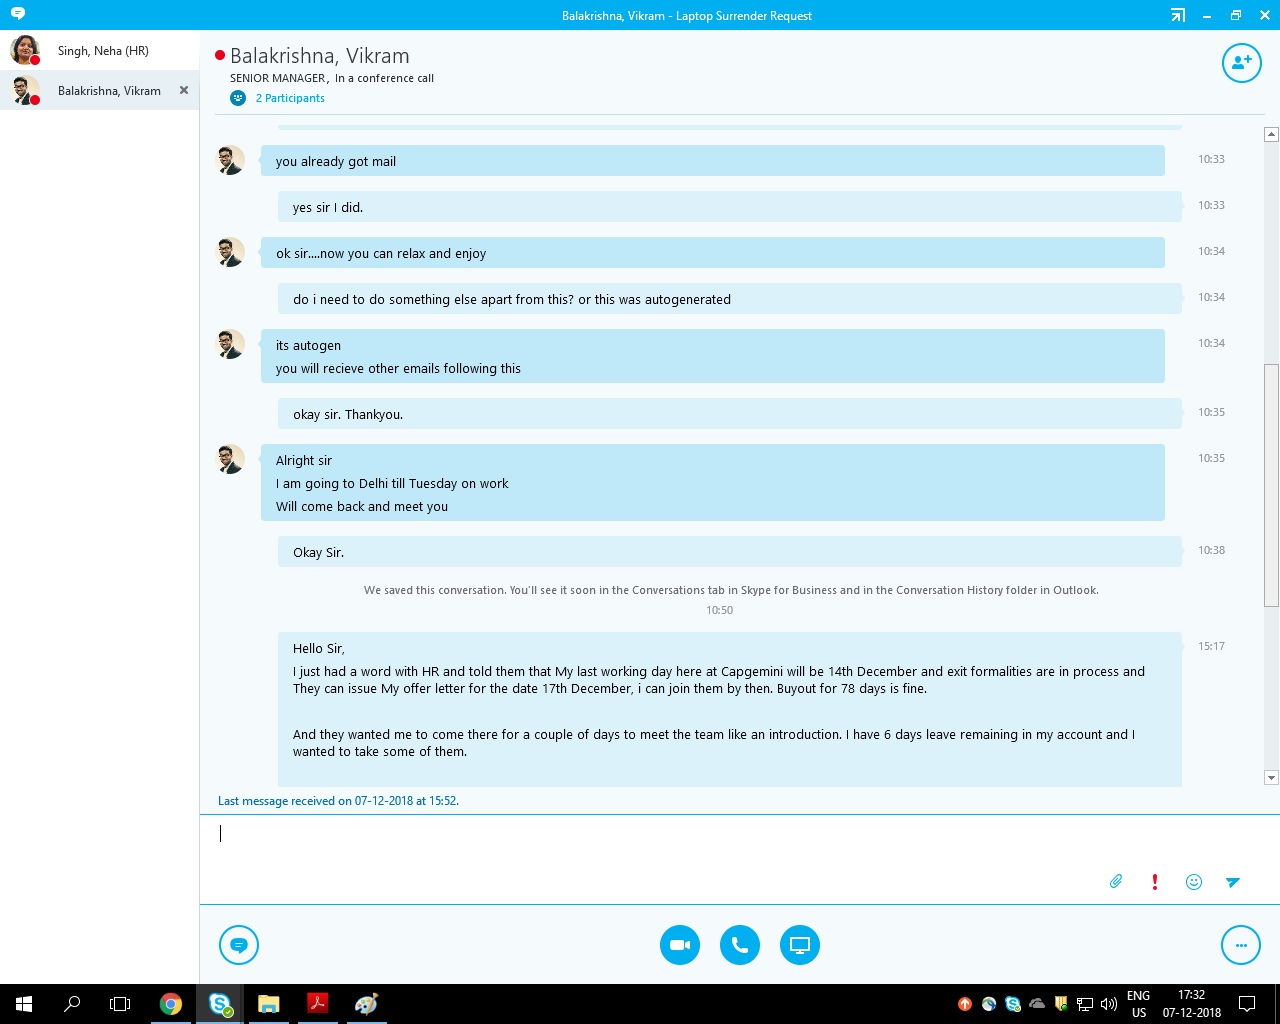 Balakrishna, Vikram - Laptop Surrender Request
Singh, Neha (HR)
Balakrishna, Vikram
Balakrishna, Vikram
SENIOR MANAGER, In a conference call
2 Participants
you already got mail
10:33
yes sir I did.
10:33
ok sir....now you can relax and enjoy
10:34
do i need to do something else apart from this? or this was autogenerated
10:34
its autogen
10:34
you will recieve other emails following this
okay sir. Thankyou.
10:35
Alright sir
10:35
I am going to Delhi till Tuesday on work
Will come back and meet you
Okay Sir.
10:38
We saved this conversation. You'll see it soon in the Conversations tab in Skype for Business and in the Conversation History folder in Outlook.
10:50
Hello Sir,
15:17
I just had a word with HR and told them that My last working day here at Capgemini will be 14th December and exit formalities are in process and
They can issue My offer letter for the date 17th December, i can join them by then. Buyout for 78 days is fine.
And they wanted me to come there for a couple of days to meet the team like an introduction. I have 6 days leave remaining in my account and I
wanted to take some of them.
Last message received on 07-12-2018 at 15:52.
ENG
US
17:32
07-12-2018